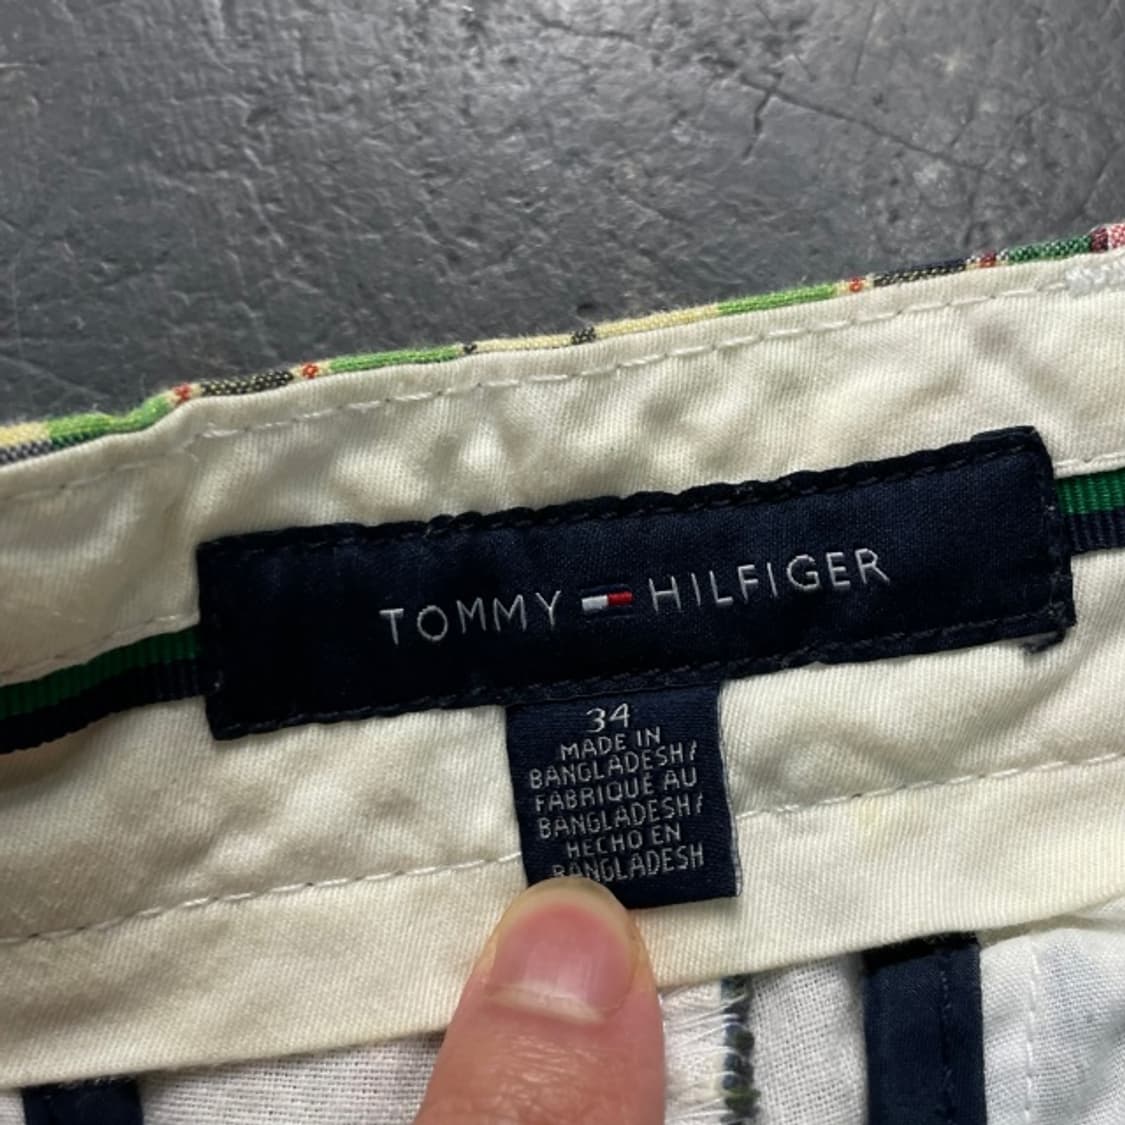 TOMMY HILFIGER
34
MADE IN
BANGLADESH/
FABRIQUÉ AU
BANGLADESH/
HECHO EN
BANGLADESH